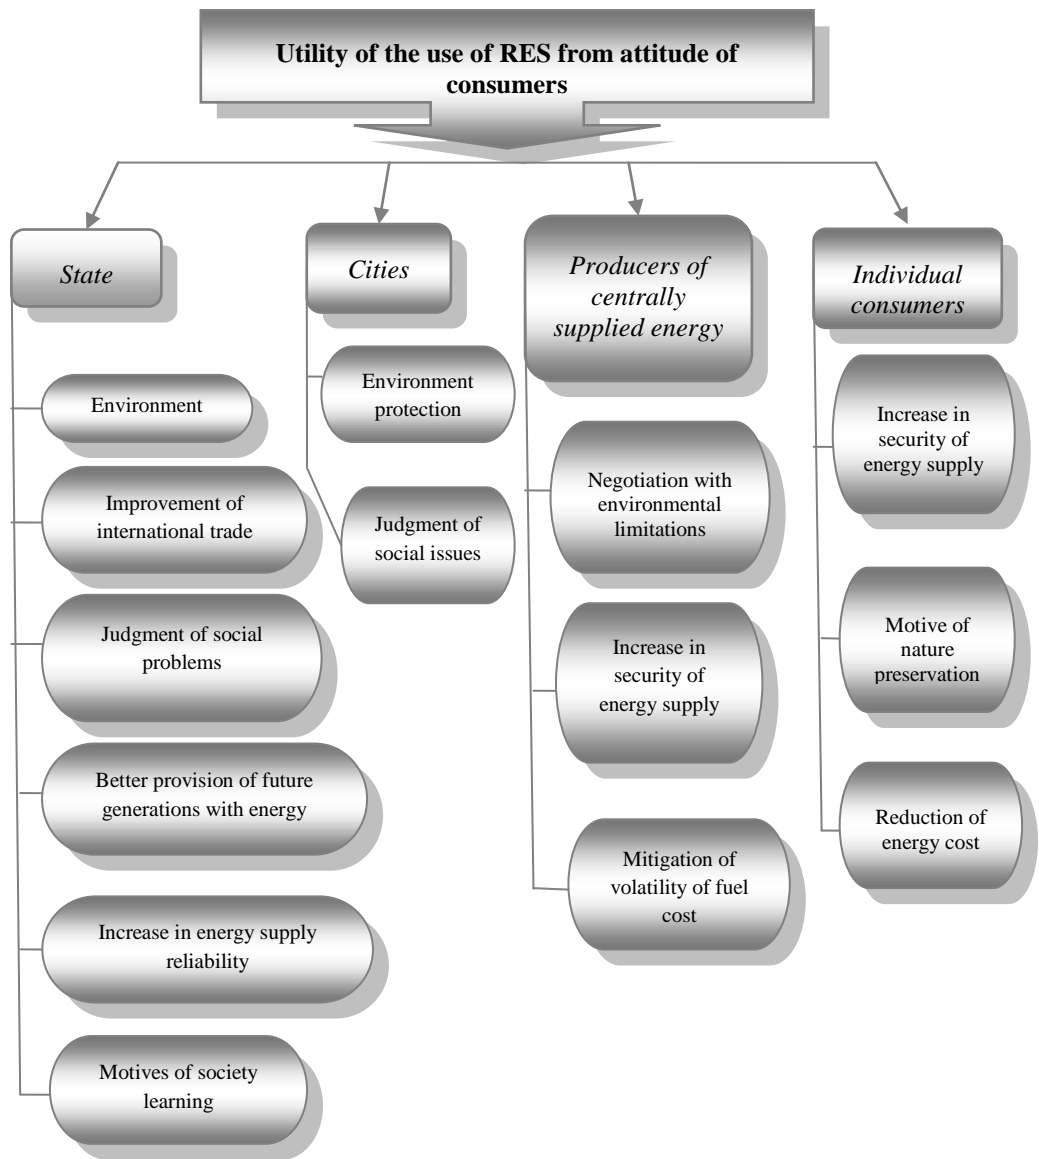 Utility of the use of RES from attitude of
consumers
State
Environment
Improvement of
international trade
Judgment of social
problems
Better provision of future
generations with energy
Increase in energy supply
reliability
Motives of society
learning
Cities
Environment
protection
Judgment of
social issues
Producers of
centrally
supplied energy
Negotiation with
environmental
limitations
Increase in
security of
energy supply
Mitigation of
volatility of fuel
cost
Individual
consumers
Increase in
security of
energy supply
Motive of
nature
preservation
Reduction of
energy cost